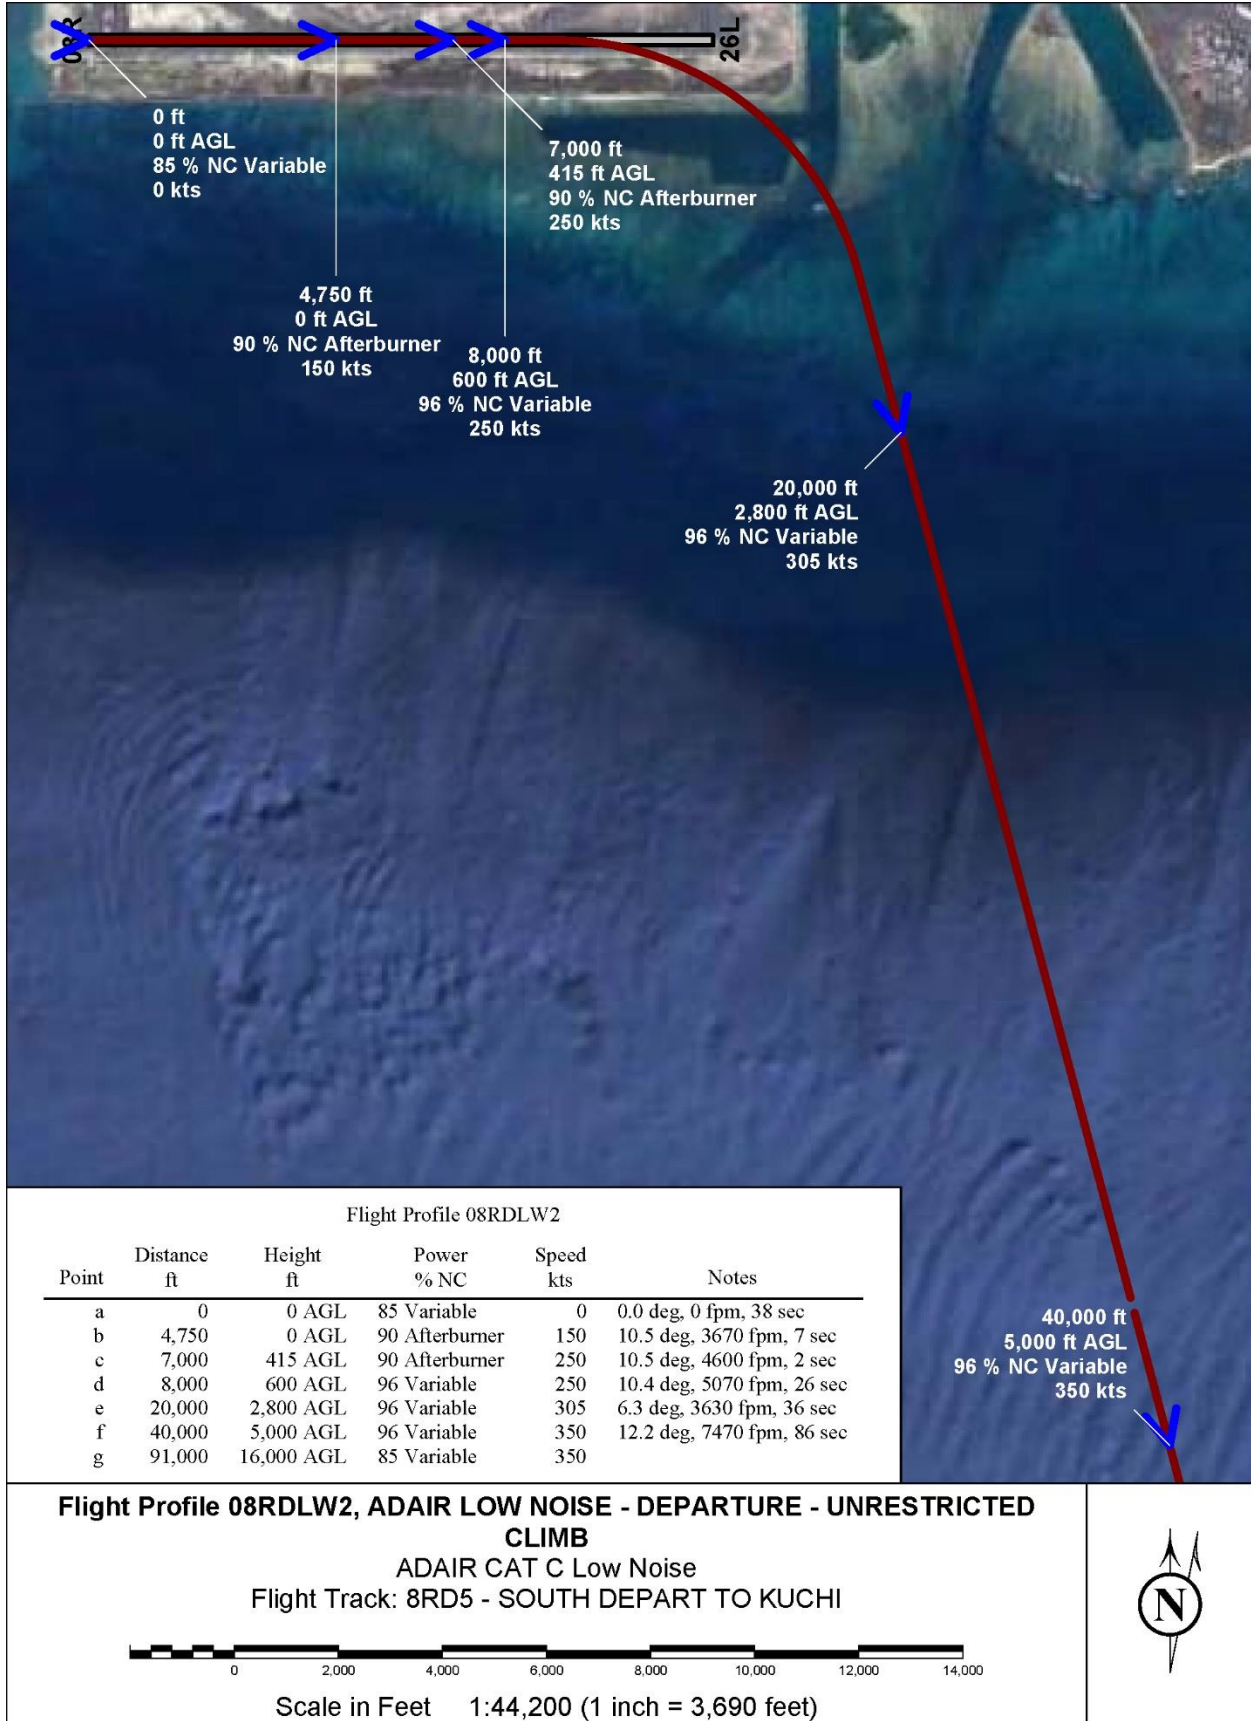 08R
26L
0 ft
0 ft AGL
85 % NC Variable
0 kts
7,000 ft
415 ft AGL
90 % NC Afterburner
250 kts
4,750 ft
0 ft AGL
90 % NC Afterburner
150 kts
8,000 ft
600 ft AGL
96 % NC Variable
250 kts
20,000 ft
2,800 ft AGL
96 % NC Variable
305 kts
40,000 ft
5,000 ft AGL
96 % NC Variable
350 kts
Flight Profile 08RDLW2
Distance Height Power Speed
Point ft ft % NC kts Notes
a 0 0 AGL 85 Variable 0 0.0 deg, 0 fpm, 38 sec
b 4,750 0 AGL 90 Afterburner 150 10.5 deg, 3670 fpm, 7 sec
c 7,000 415 AGL 90 Afterburner 250 10.5 deg, 4600 fpm, 2 sec
d 8,000 600 AGL 96 Variable 250 10.4 deg, 5070 fpm, 26 sec
e 20,000 2,800 AGL 96 Variable 305 6.3 deg, 3630 fpm, 36 sec
f 40,000 5,000 AGL 96 Variable 350 12.2 deg, 7470 fpm, 86 sec
g 91,000 16,000 AGL 85 Variable 350
Flight Profile 08RDLW2, ADAIR LOW NOISE - DEPARTURE - UNRESTRICTED
CLIMB
ADAIR CAT C Low Noise
Flight Track: 8RD5 - SOUTH DEPART TO KUCHI
0 2,000 4,000 6,000 8,000 10,000 12,000 14,000
Scale in Feet 1:44,200 (1 inch = 3,690 feet)
N